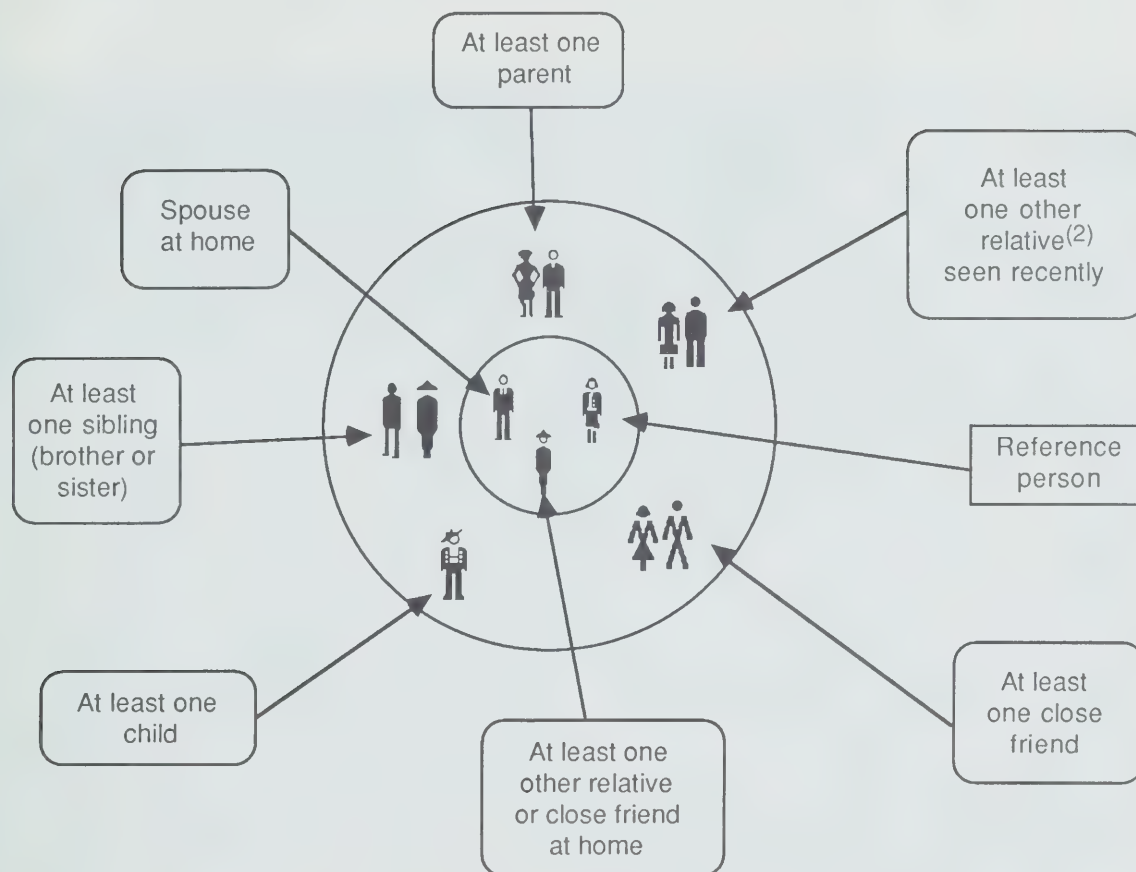 At least one
parent
Spouse
at home
At least
one other
relative(2)
seen recently
At least
one sibling
(brother or
sister)
Reference
person
At least one
child
At least one
other relative
or close friend
at home
At least
one close
friend